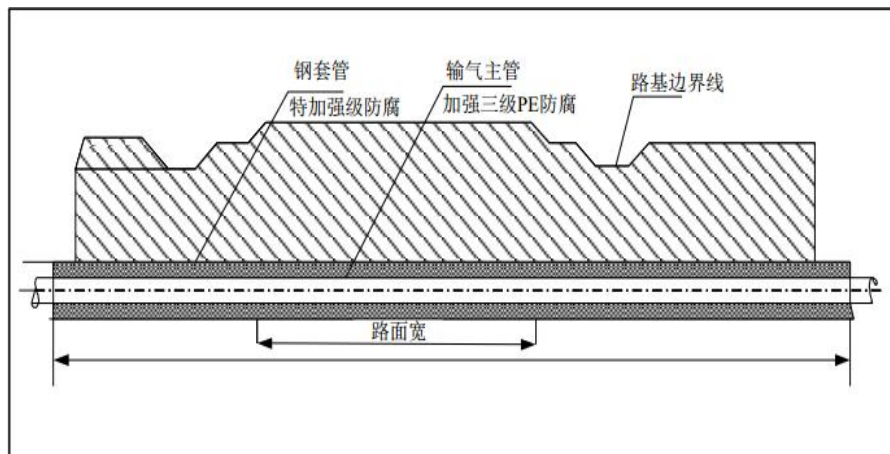 钢套管
特加强级防腐
输气主管
加强三级PE防腐
路基边界线
路面宽